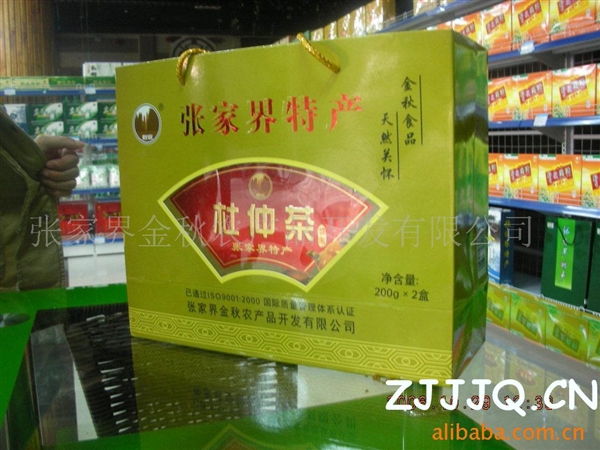 张家界特产
金秋食品
天然关怀
杜仲茶
张家界特产
净含量:
200g×2盒
已通过ISO9001:2000 国际质量管理体系认证
张家界金秋农产品开发有限公司
张家界金秋农产品开发有限公司
ZJJJQ.CN
alibaba.com.cn